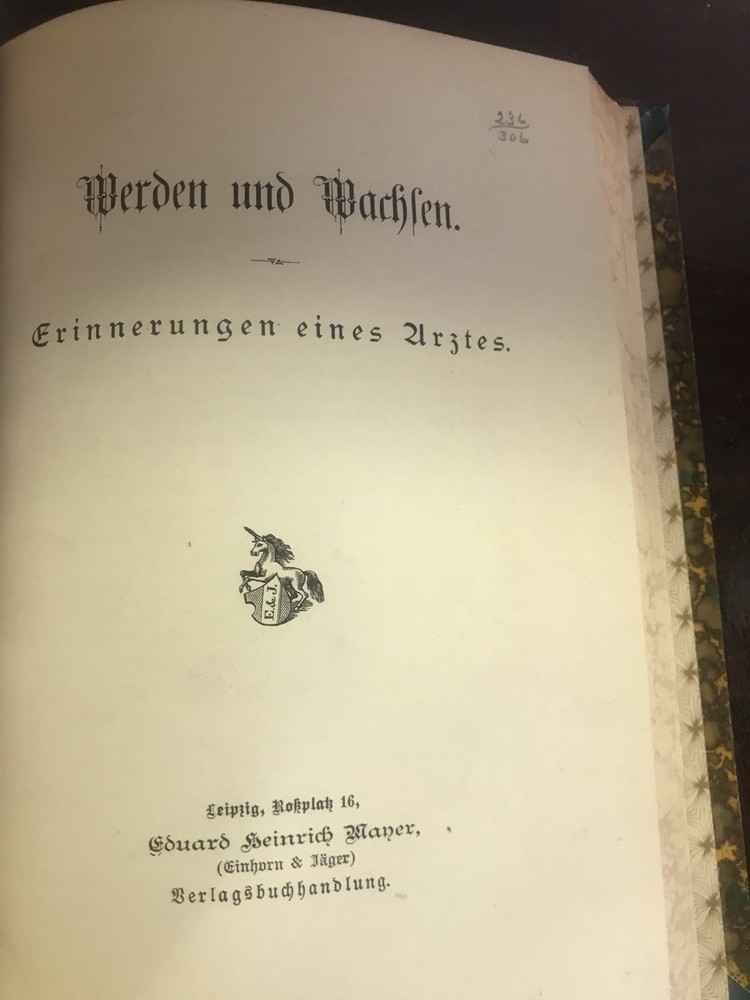 236
306
Werden und Wachsen.
Erinnerungen eines Arztes.
E. & J.
Leipzig, Roßplatz 16,
Eduard Heinrich Mayer,
(Einhorn & Jäger)
Verlagsbuchhandlung.